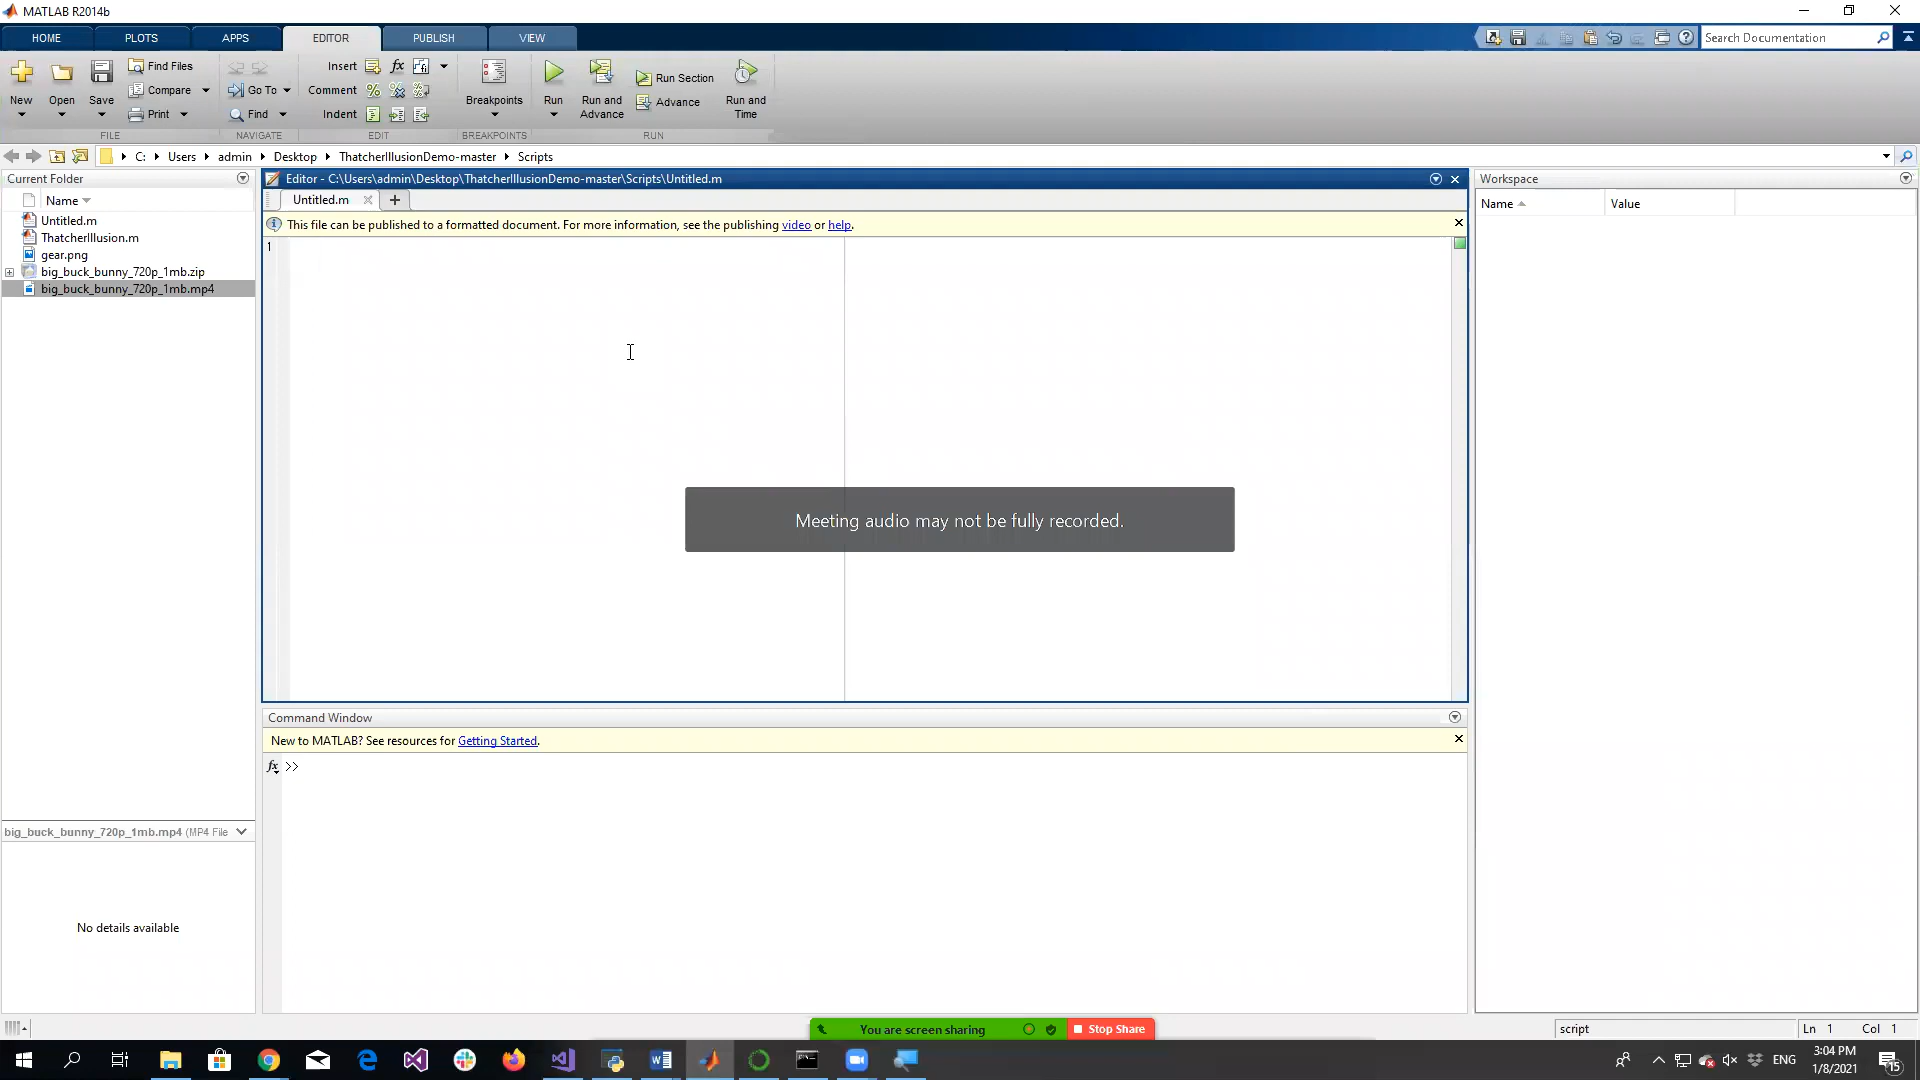 MATLAB R2014b
HOME PLOTS APPS EDITOR PUBLISH VIEW
Search Documentation
New
Open
Save
Find Files
Compare
Print
FILE
Go To
Find
NAVIGATE
Insert
Comment
Indent
EDIT
Breakpoints
BREAKPOINTS
Run
Run and
Advance
Run Section
Advance
Run and
Time
RUN
C: Users admin Desktop ThatcherIllusionDemo-master Scripts
Current Folder
Name
Untitled.m
ThatcherIllusion.m
gear.png
big_buck_bunny_720p_1mb.zip
big_buck_bunny_720p_1mb.mp4
big_buck_bunny_720p_1mb.mp4 (MP4 File
No details available
Editor - C:\Users\admin\Desktop\ThatcherIllusionDemo-master\Scripts\Untitled.m
Untitled.m
This file can be published to a formatted document. For more information, see the publishing video or help.
1
Meeting audio may not be fully recorded.
Command Window
New to MATLAB? See resources for Getting Started.
fx >>
Workspace
Name Value
You are screen sharing Stop Share
script Ln 1 Col 1
ENG
3:04 PM
1/8/2021
15